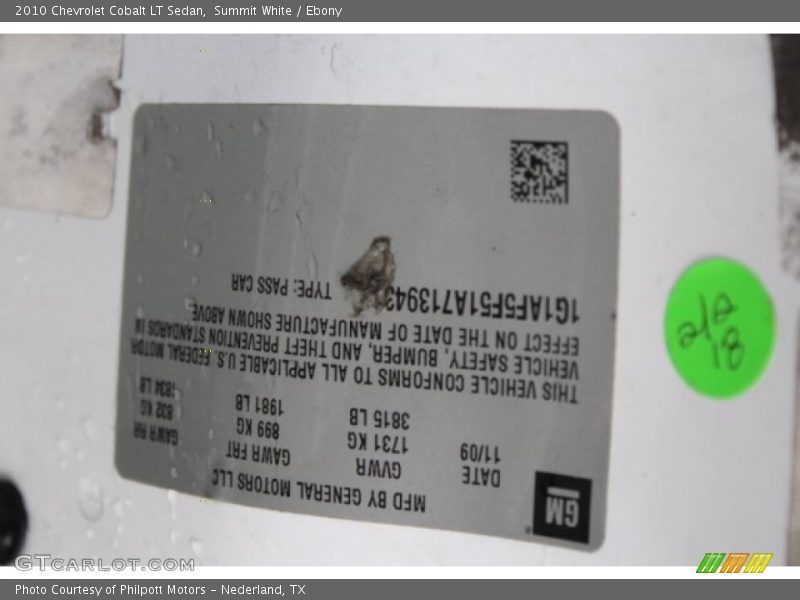 2010 Chevrolet Cobalt LT Sedan, Summit White / Ebony
GM
MFD BY GENERAL MOTORS LLC
DATE GVWR GAWR FRT GAWR RR
11/09 1731 KG 899 KG 832 KG
3815 LB 1981 LB 1834 LB
THIS VEHICLE CONFORMS TO ALL APPLICABLE U.S. FEDERAL MOTOR
VEHICLE SAFETY, BUMPER, AND THEFT PREVENTION STANDARDS IN
EFFECT ON THE DATE OF MANUFACTURE SHOWN ABOVE.
1G1AF5F51A713943 TYPE: PASS CAR
GTCarLot.com
Photo Courtesy of Philpott Motors - Nederland, TX